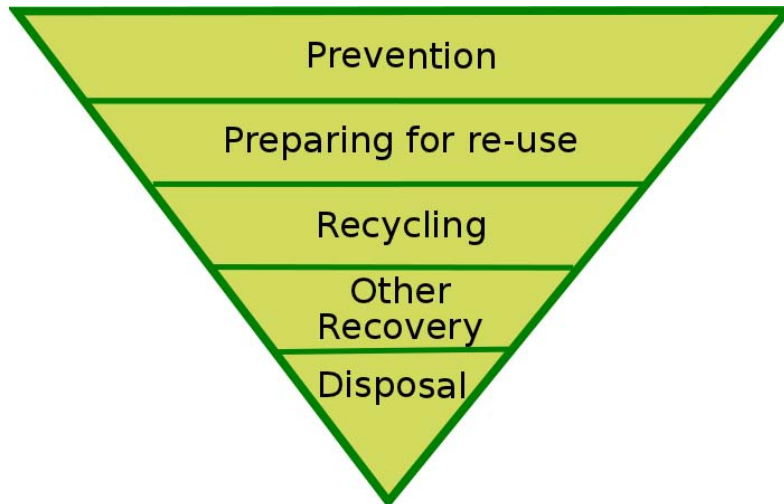 Prevention
Preparing for re-use
Recycling
Other
Recovery
Disposal